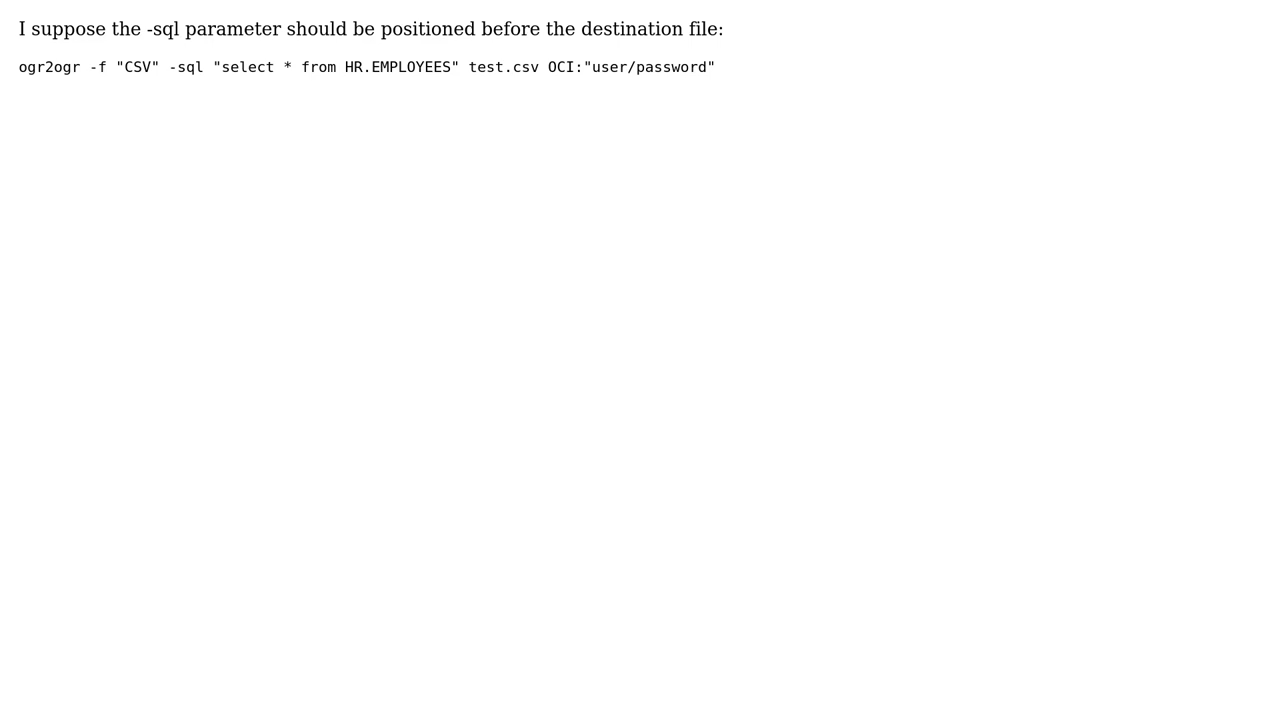 I suppose the -sql parameter should be positioned before the destination file:
ogr2ogr -f "CSV" -sql "select * from HR.EMPLOYEES" test.csv OCI:"user/password"